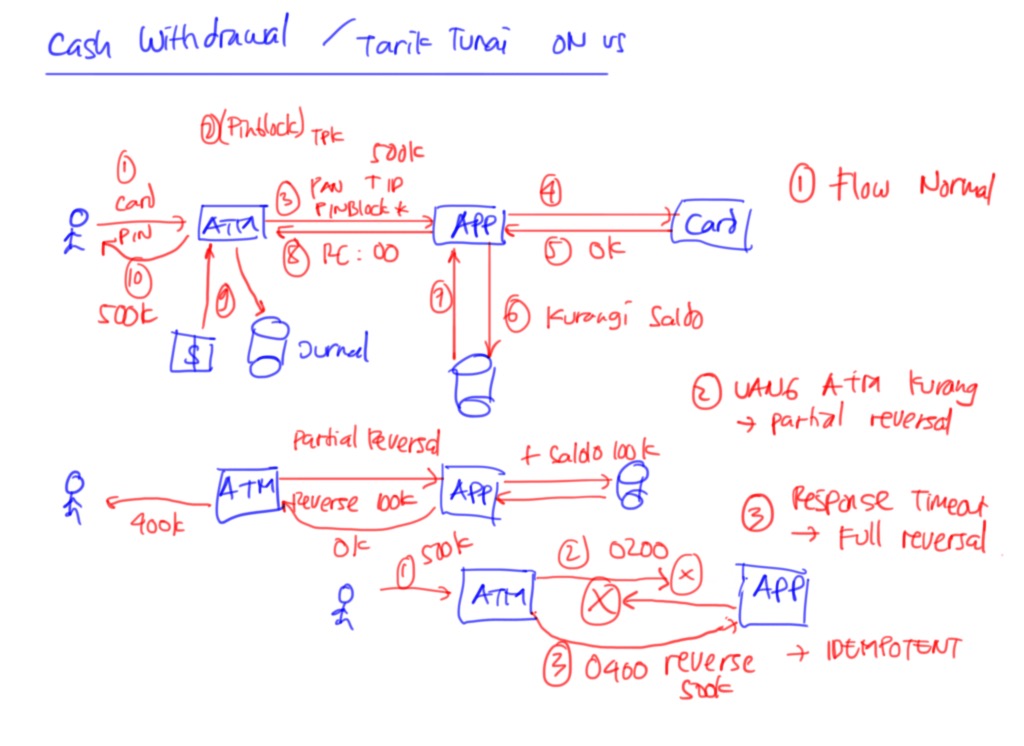 Cash Withdrawal / Tarik Tunai ON US
② (Pinblock) TPK
500k
① Card
PIN
ATM
③ PAN TID
PINBlock *
⑧ RC: 00
APP
④
⑤ Ok
Card
① Flow Normal
⑩
500k
⑨
$
Journal
⑦
⑥ Kurangi Saldo
② UANG ATM Kurang
→ partial reversal
Partial Reversal
+ Saldo 100k
ATM
reverse 100k
APP
400k
Ok
③ Response Timeout
→ Full reversal
① 500k
② 0200
X
ATM
X
APP
③ 0400 reverse
500k
→ IDEMPOTENT